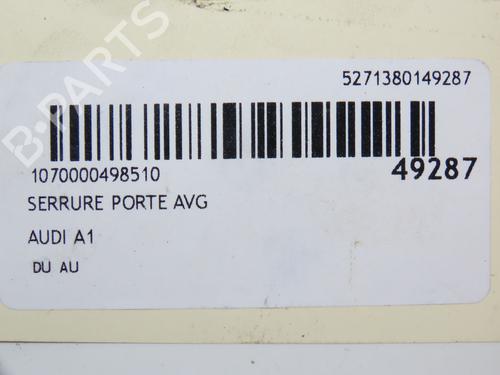 5271380149287
1070000498510
49287
SERRURE PORTE AVG
AUDI A1
DU AU
B-PARTS